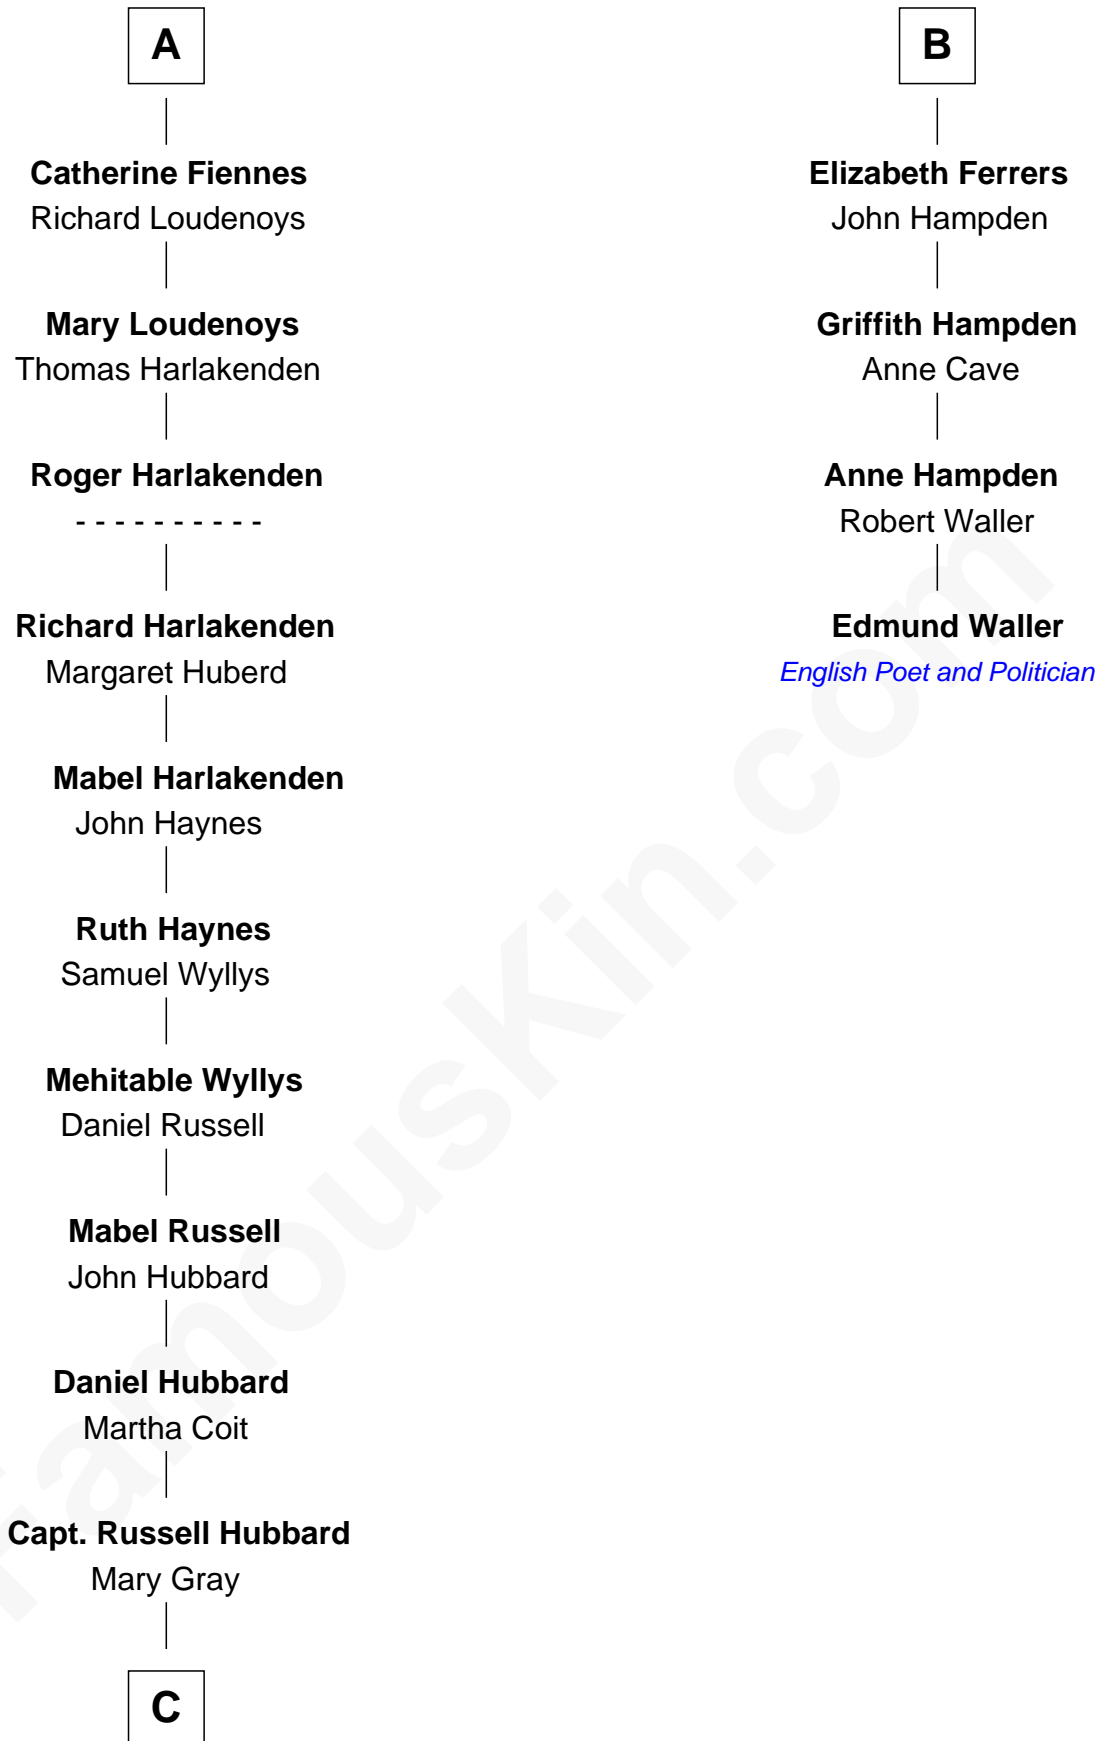 A
Catherine Fiennes
Richard Loudenoys
Mary Loudenoys
Thomas Harlakenden
Roger Harlakenden
- - - - - - - - - -
Richard Harlakenden
Margaret Huberd
Mabel Harlakenden
John Haynes
Ruth Haynes
Samuel Wyllys
Mehitable Wyllys
Daniel Russell
Mabel Russell
John Hubbard
Daniel Hubbard
Martha Coit
Capt. Russell Hubbard
Mary Gray
C
B
Elizabeth Ferrers
John Hampden
Griffith Hampden
Anne Cave
Anne Hampden
Robert Waller
Edmund Waller
English Poet and Politician
FamousKin.com